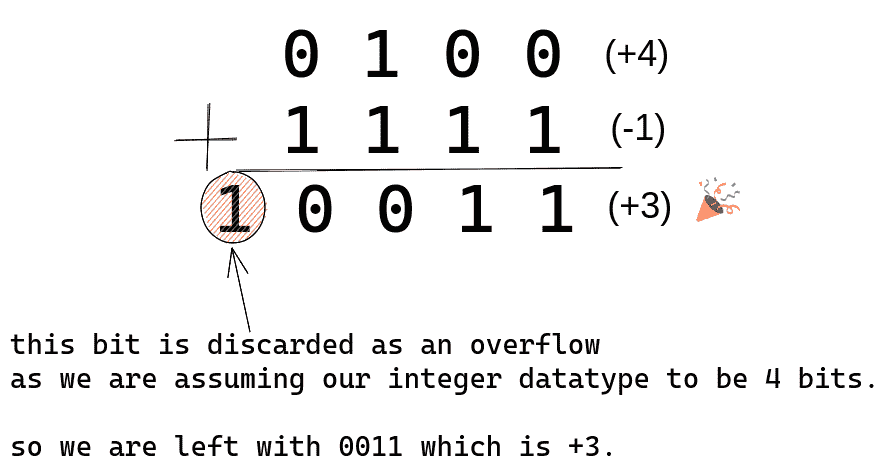 0 1 0 0 (+4)
+ 1 1 1 1 (-1)
1 0 0 1 1 (+3)
this bit is discarded as an overflow
as we are assuming our integer datatype to be 4 bits.
so we are left with 0011 which is +3.